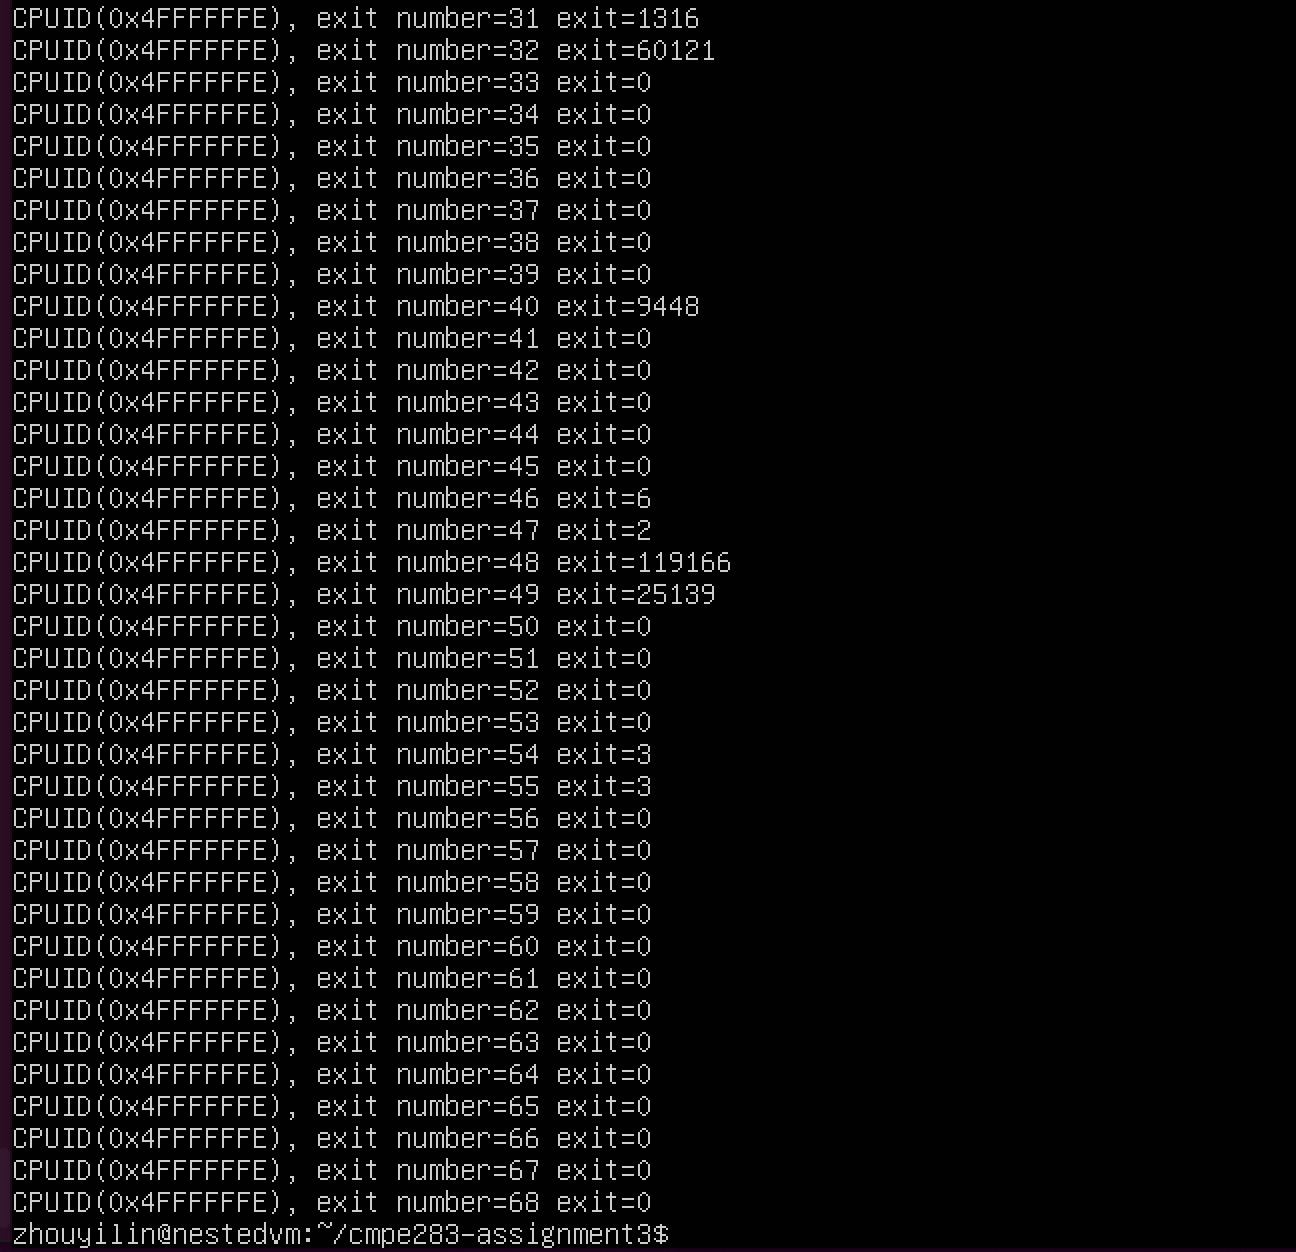 CPUID(0x4FFFFFFE), exit number=31 exit=1316
CPUID(0x4FFFFFFE), exit number=32 exit=60121
CPUID(0x4FFFFFFE), exit number=33 exit=0
CPUID(0x4FFFFFFE), exit number=34 exit=0
CPUID(0x4FFFFFFE), exit number=35 exit=0
CPUID(0x4FFFFFFE), exit number=36 exit=0
CPUID(0x4FFFFFFE), exit number=37 exit=0
CPUID(0x4FFFFFFE), exit number=38 exit=0
CPUID(0x4FFFFFFE), exit number=39 exit=0
CPUID(0x4FFFFFFE), exit number=40 exit=9448
CPUID(0x4FFFFFFE), exit number=41 exit=0
CPUID(0x4FFFFFFE), exit number=42 exit=0
CPUID(0x4FFFFFFE), exit number=43 exit=0
CPUID(0x4FFFFFFE), exit number=44 exit=0
CPUID(0x4FFFFFFE), exit number=45 exit=0
CPUID(0x4FFFFFFE), exit number=46 exit=6
CPUID(0x4FFFFFFE), exit number=47 exit=2
CPUID(0x4FFFFFFE), exit number=48 exit=119166
CPUID(0x4FFFFFFE), exit number=49 exit=25139
CPUID(0x4FFFFFFE), exit number=50 exit=0
CPUID(0x4FFFFFFE), exit number=51 exit=0
CPUID(0x4FFFFFFE), exit number=52 exit=0
CPUID(0x4FFFFFFE), exit number=53 exit=0
CPUID(0x4FFFFFFE), exit number=54 exit=3
CPUID(0x4FFFFFFE), exit number=55 exit=3
CPUID(0x4FFFFFFE), exit number=56 exit=0
CPUID(0x4FFFFFFE), exit number=57 exit=0
CPUID(0x4FFFFFFE), exit number=58 exit=0
CPUID(0x4FFFFFFE), exit number=59 exit=0
CPUID(0x4FFFFFFE), exit number=60 exit=0
CPUID(0x4FFFFFFE), exit number=61 exit=0
CPUID(0x4FFFFFFE), exit number=62 exit=0
CPUID(0x4FFFFFFE), exit number=63 exit=0
CPUID(0x4FFFFFFE), exit number=64 exit=0
CPUID(0x4FFFFFFE), exit number=65 exit=0
CPUID(0x4FFFFFFE), exit number=66 exit=0
CPUID(0x4FFFFFFE), exit number=67 exit=0
CPUID(0x4FFFFFFE), exit number=68 exit=0
zhouyilin@nestedvm:~/cmpe283-assignment3$